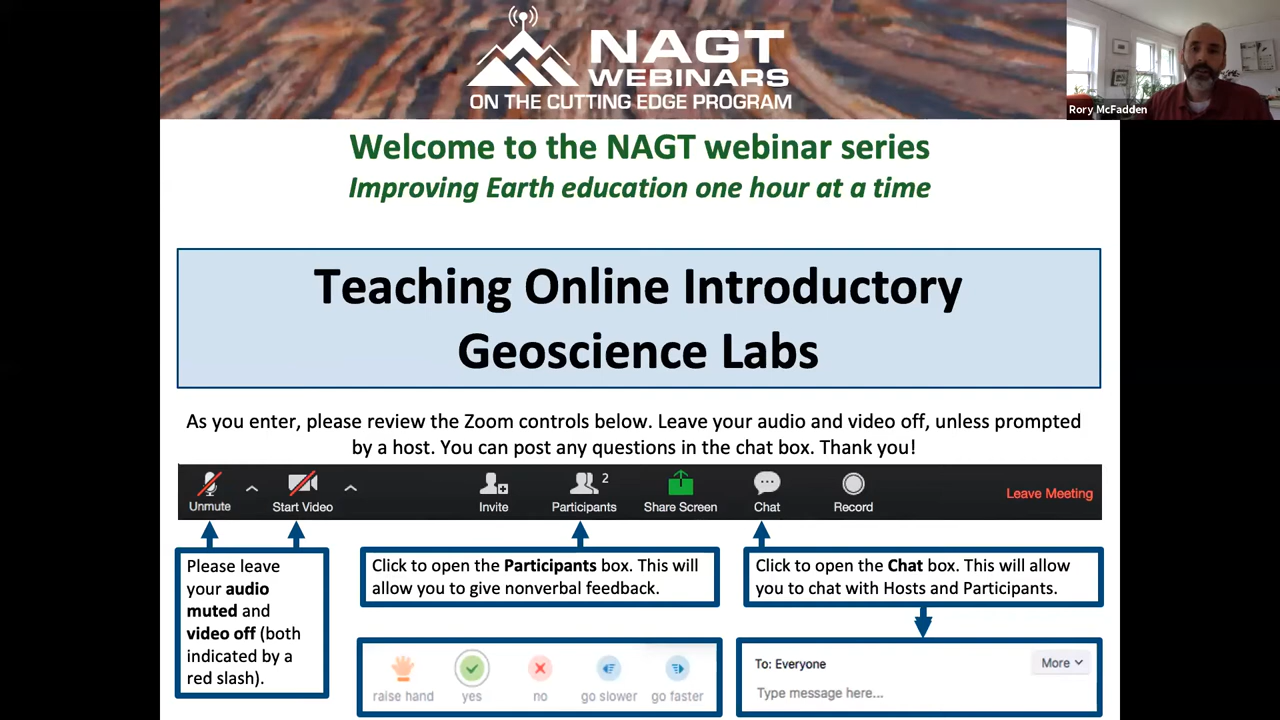 NAGT
WEBINARS
ON THE CUTTING EDGE PROGRAM
Rory McFadden
Welcome to the NAGT webinar series
Improving Earth education one hour at a time
Teaching Online Introductory
Geoscience Labs
As you enter, please review the Zoom controls below. Leave your audio and video off, unless prompted
by a host. You can post any questions in the chat box. Thank you!
Unmute
Start Video
Invite
Participants 2
Share Screen
Chat
Record
Leave Meeting
Please leave
your audio
muted and
video off (both
indicated by a
red slash).
Click to open the Participants box. This will
allow you to give nonverbal feedback.
Click to open the Chat box. This will allow
you to chat with Hosts and Participants.
raise hand
yes
no
go slower
go faster
To: Everyone
More
Type message here...